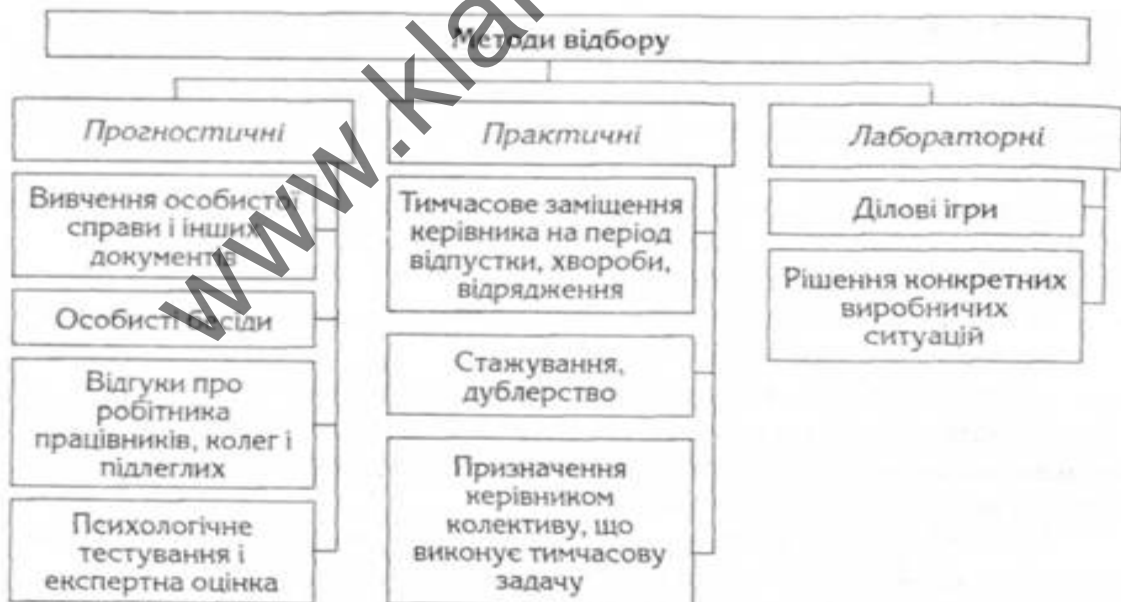 Методи відбору
Прогностичні
Вивчення особистої
справи і інших
документів
Особисті бесіди
Відгуки про
робітника
працівників, колег і
підлеглих
Психологічне
тестування і
експертна оцінка
Практичні
Тимчасове заміщення
керівника на період
відпустки, хвороби,
відрядження
Стажування,
дублерство
Призначення
керівником
колективу, що
виконує тимчасову
задачу
Лабораторні
Ділові ігри
Рішення конкретних
виробничих
ситуацій